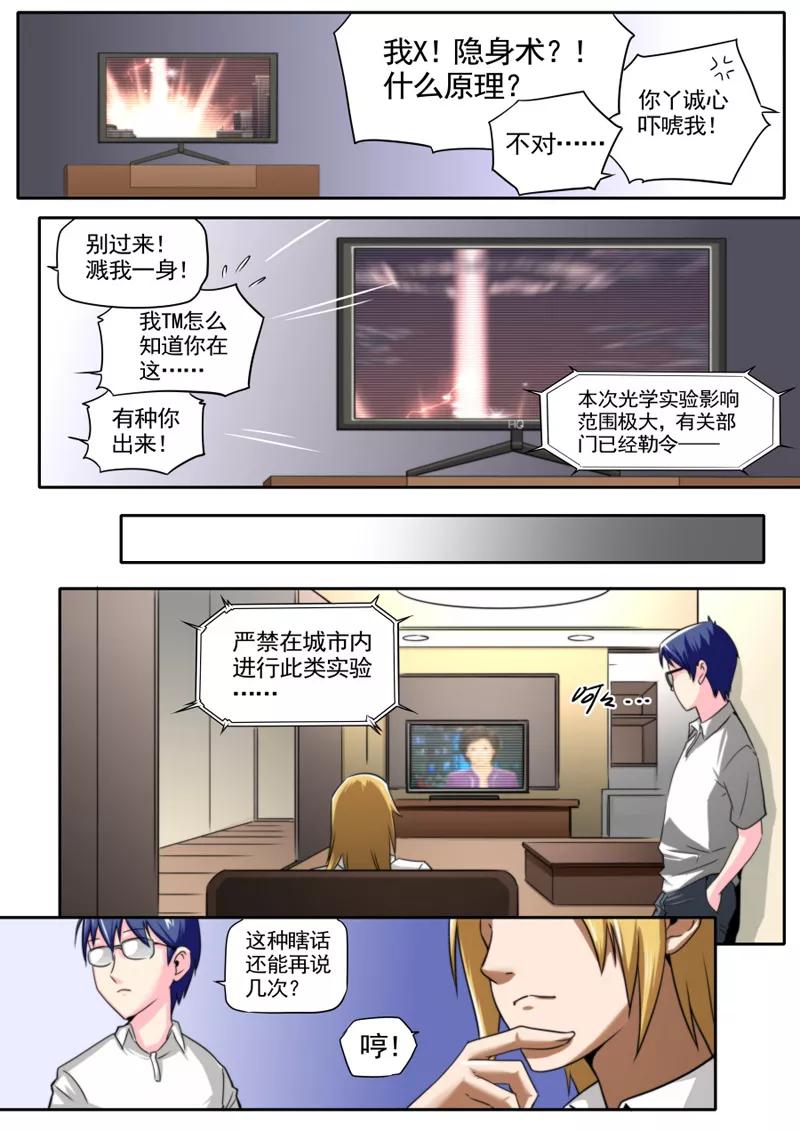 我X！隐身术？！
什么原理？
不对……
你丫诚心
吓唬我！
别过来！
溅我一身！
我TM怎么
知道你在
这……
有种你
出来！
HQ
本次光学实验影响
范围极大，有关部
门已经勒令——
严禁在城市内
进行此类实验
……
呵…
这种瞎话
还能再说
几次？
哼！